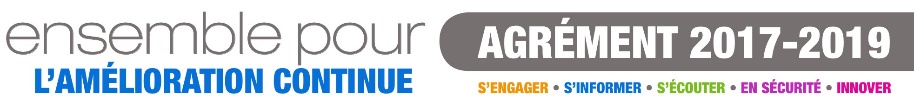 ensemble pour
L'AMÉLIORATION CONTINUE
AGRÉMENT 2017-2019
S'ENGAGER • S'INFORMER • S'ÉCOUTER • EN SÉCURITÉ • INNOVER